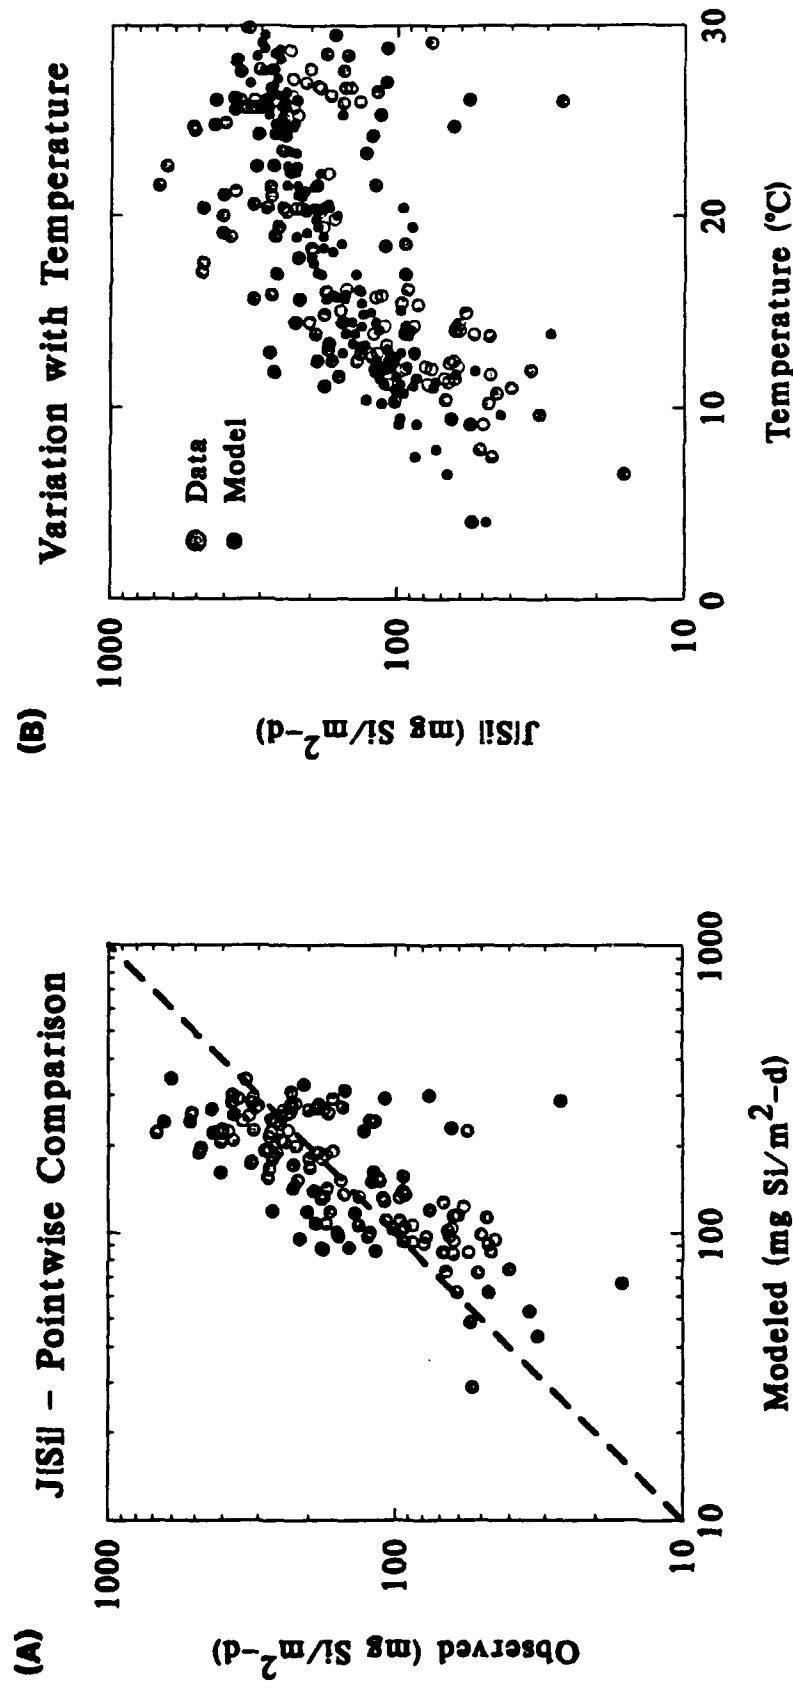 (A)
J[Si] – Pointwise Comparison
1000
100
10
Observed (mg Si/m²-d)
10
100
1000
Modeled (mg Si/m²-d)
(B)
Variation with Temperature
1000
100
10
J[Si] (mg Si/m²-d)
Data
Model
0
10
20
30
Temperature (°C)